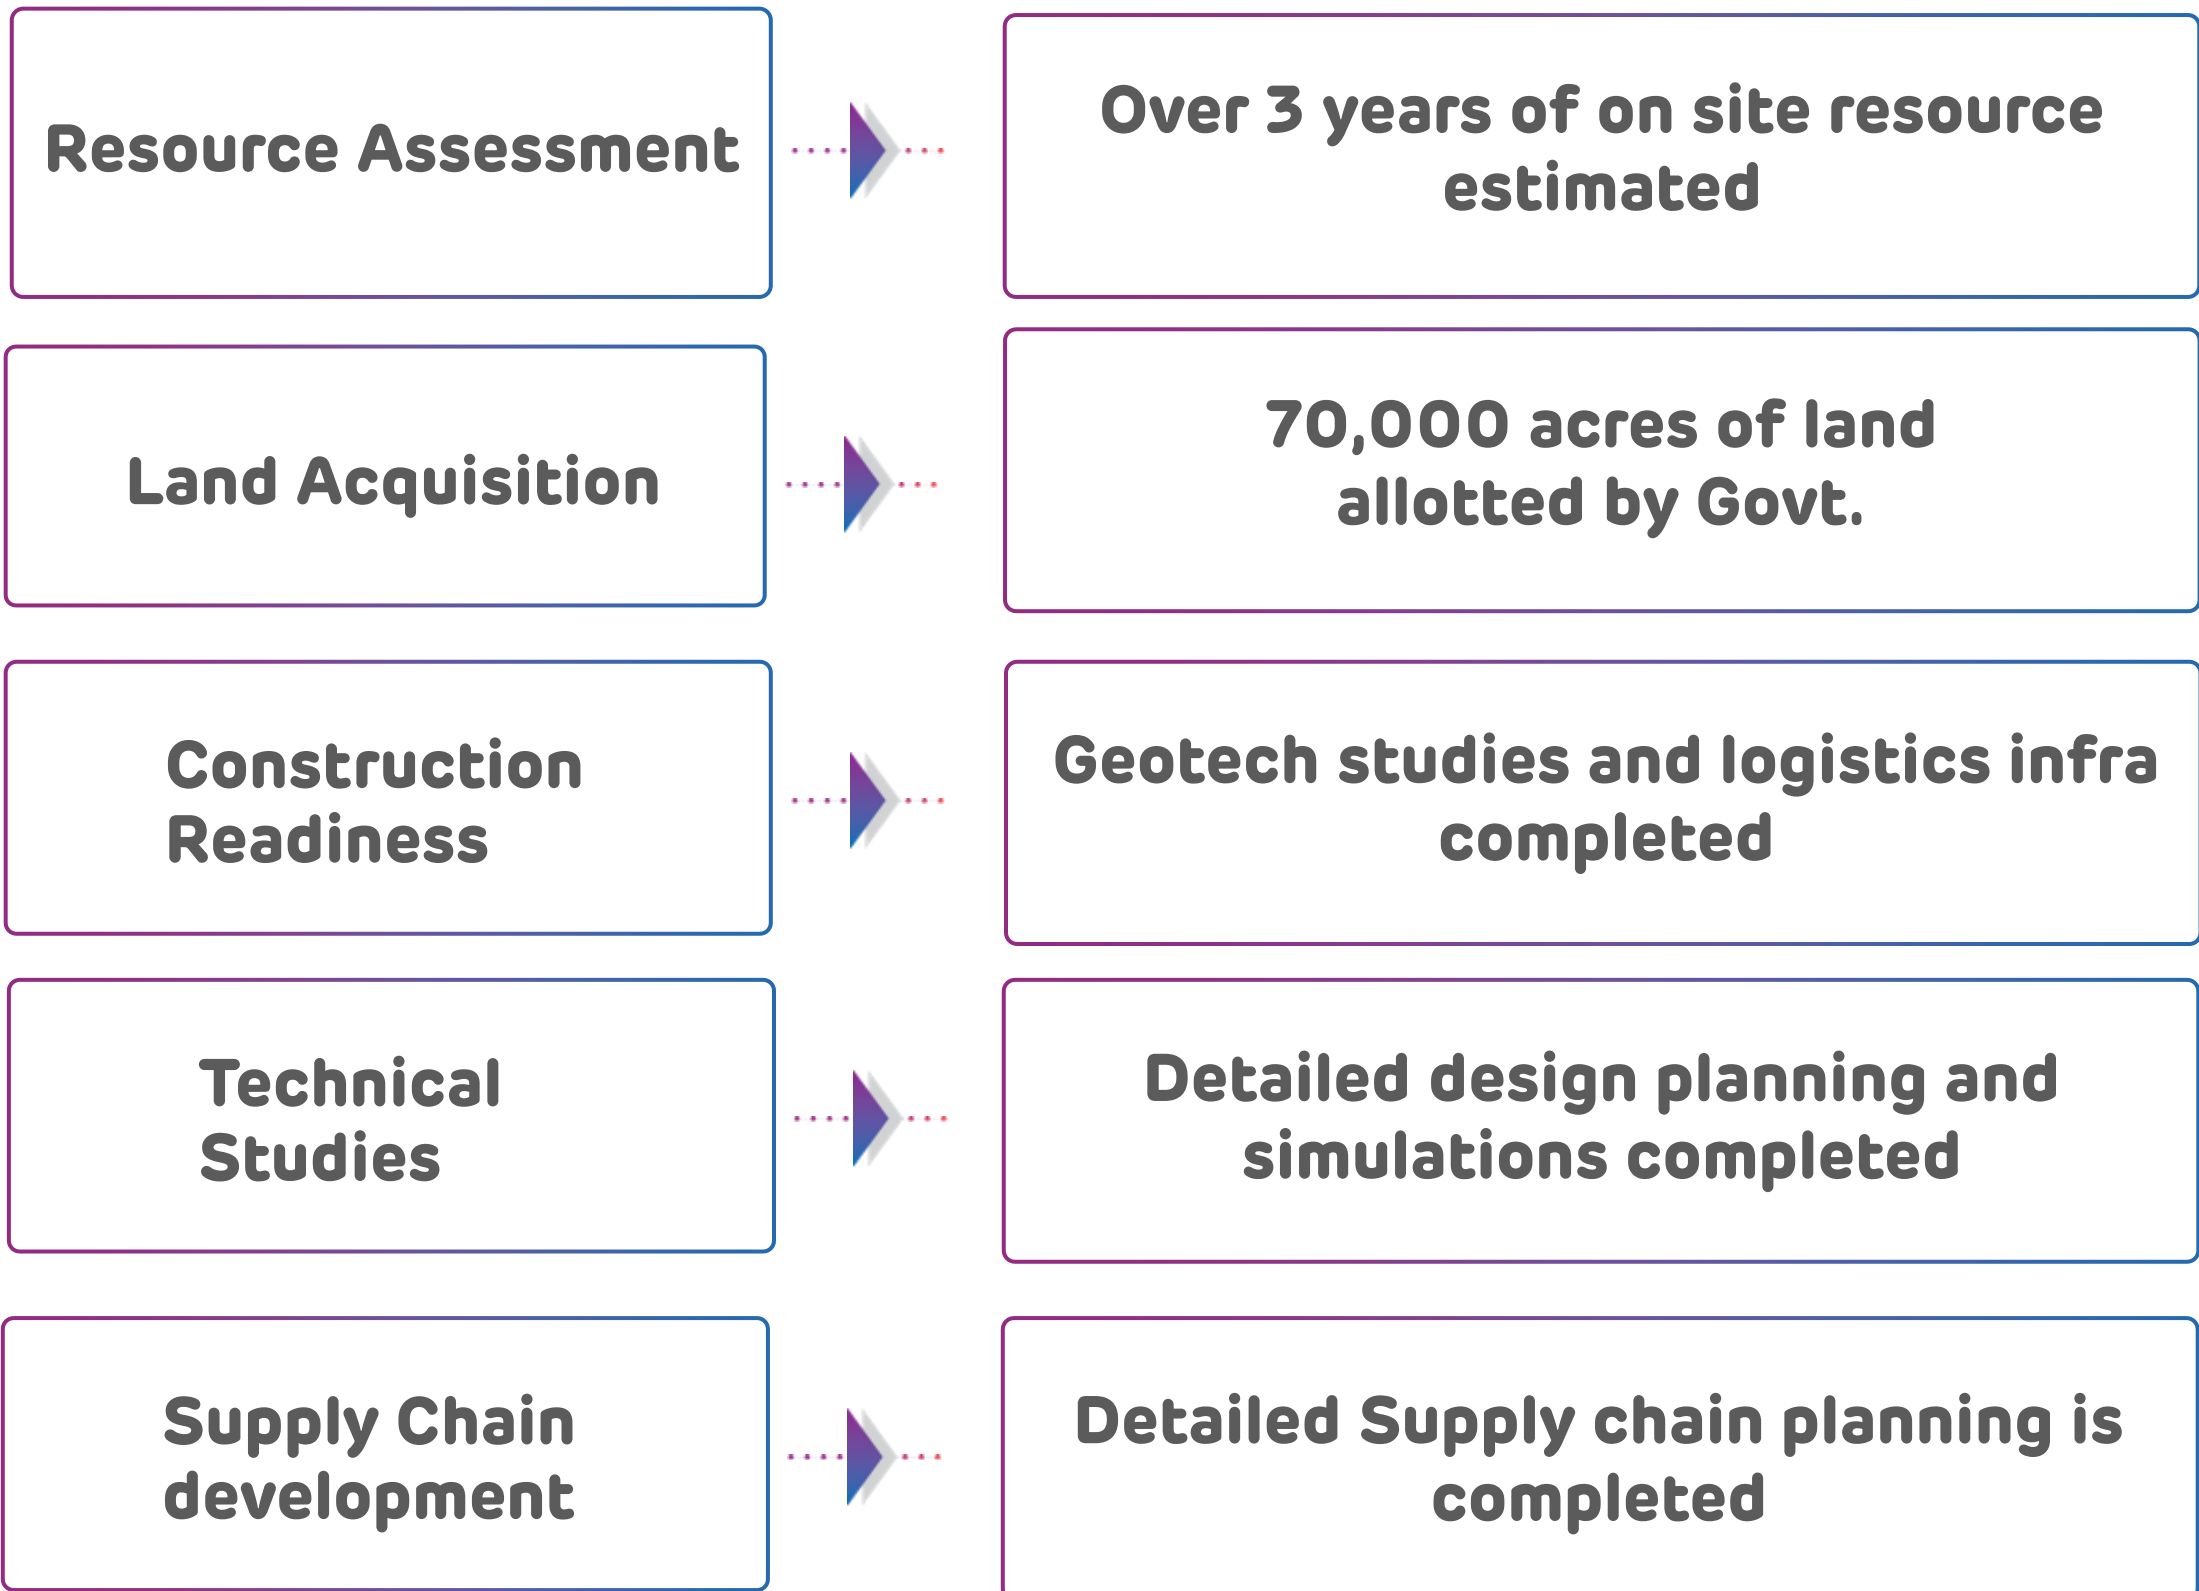 Resource Assessment
Over 3 years of on site resource
estimated
Land Acquisition
70,000 acres of land
allotted by Govt.
Construction
Readiness
Geotech studies and logistics infra
completed
Technical
Studies
Detailed design planning and
simulations completed
Supply Chain
development
Detailed Supply chain planning is
completed